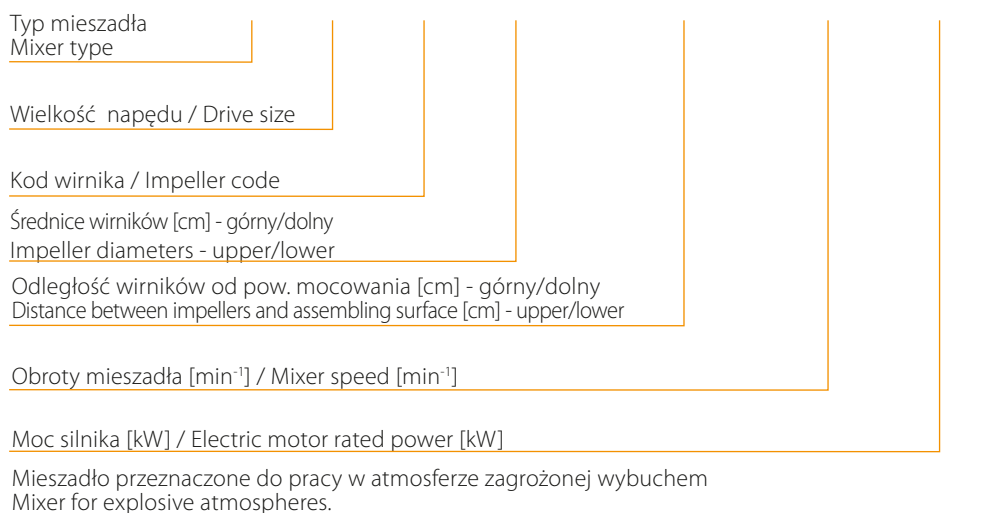 Typ mieszadła
Mixer type
Wielkość napędu / Drive size
Kod wirnika / Impeller code
Średnice wirników [cm] - górny/dolny
Impeller diameters - upper/lower
Odległość wirników od pow. mocowania [cm] - górny/dolny
Distance between impellers and assembling surface [cm] - upper/lower
Obroty mieszadła [min⁻¹] / Mixer speed [min⁻¹]
Moc silnika [kW] / Electric motor rated power [kW]
Mieszadło przeznaczone do pracy w atmosferze zagrożonej wybuchem
Mixer for explosive atmospheres.